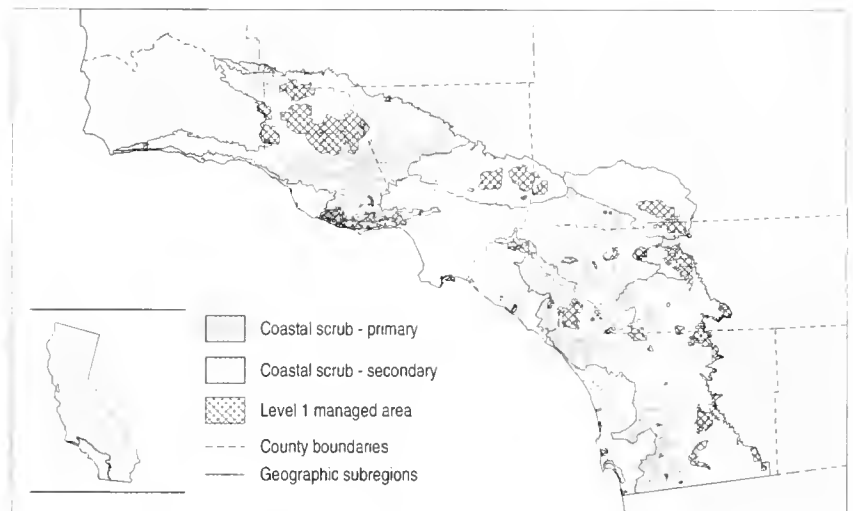 Coastal scrub - primary
Coastal scrub - secondary
Level 1 managed area
County boundaries
Geographic subregions